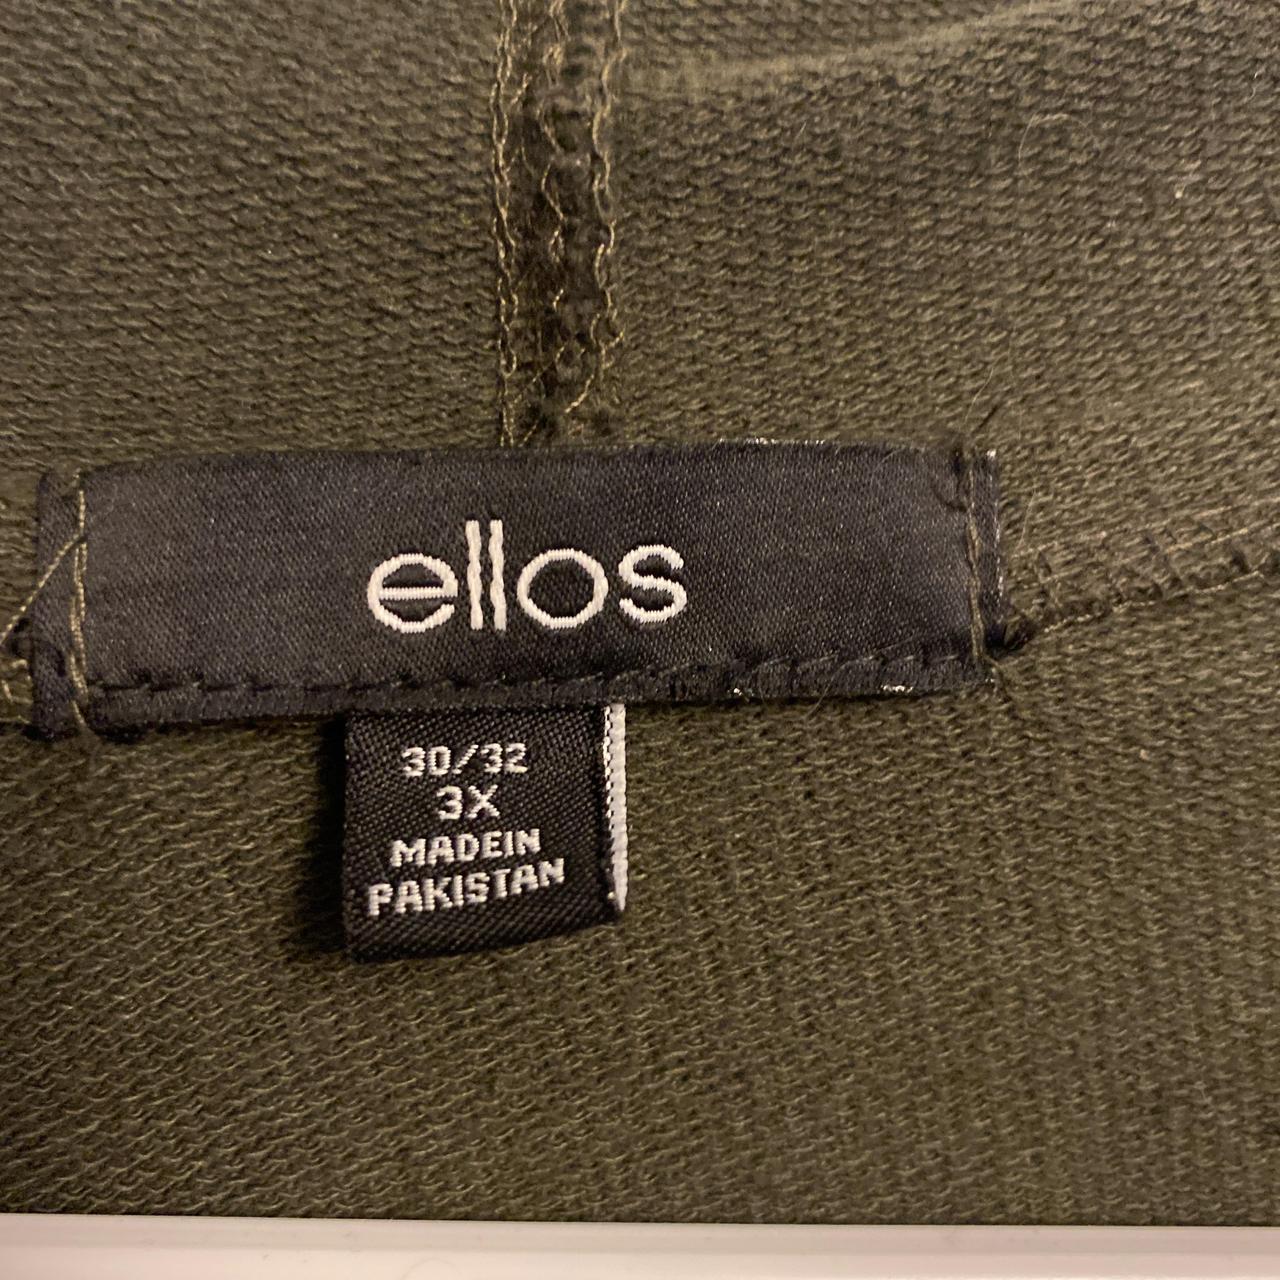 ellos
30/32
3X
MADEIN
PAKISTAN